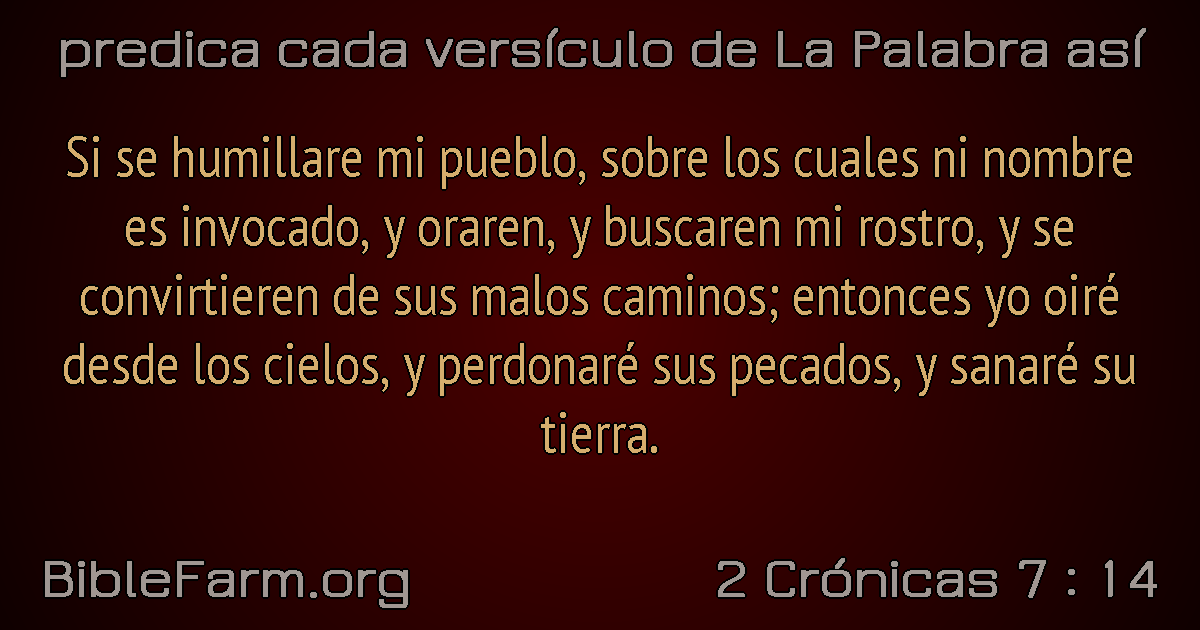 predica cada versículo de La Palabra así
Si se humillare mi pueblo, sobre los cuales ni nombre
es invocado, y oraren, y buscaren mi rostro, y se
convirtieren de sus malos caminos; entonces yo oiré
desde los cielos, y perdonaré sus pecados, y sanaré su
tierra.
BibleFarm.org
2 Crónicas 7 : 14